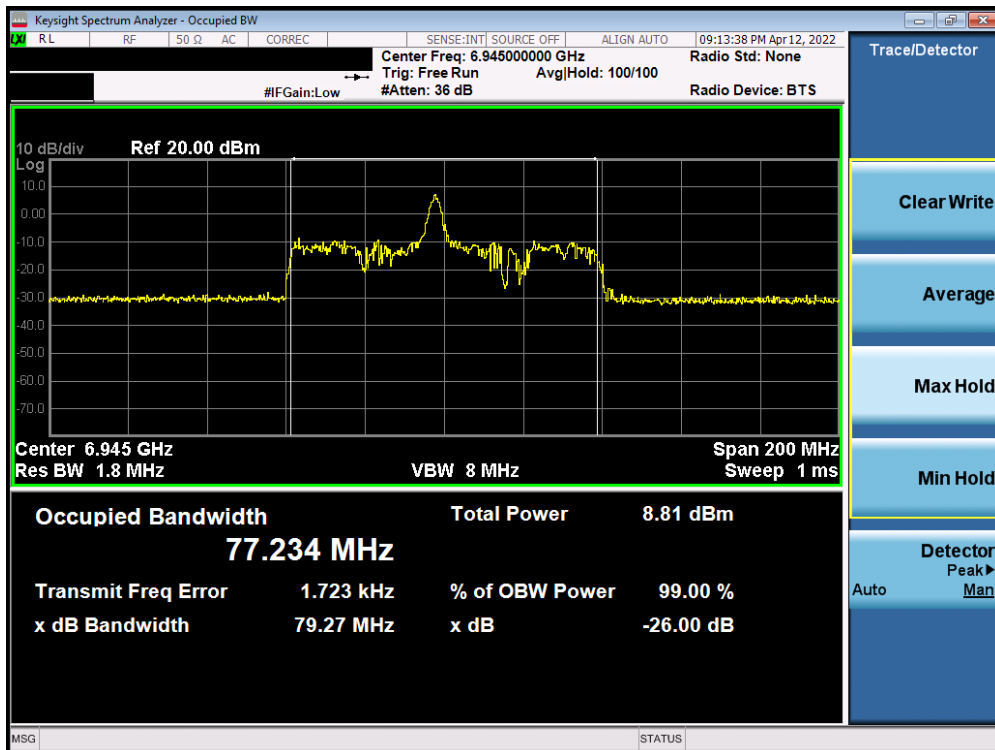 Keysight Spectrum Analyzer - Occupied BW
LXI RL RF 50 Ω AC CORREC SENSE:INT SOURCE OFF ALIGN AUTO 09:13:38 PM Apr 12, 2022
Center Freq: 6.945000000 GHz Radio Std: None
Trig: Free Run Avg|Hold: 100/100
#IFGain:Low #Atten: 36 dB Radio Device: BTS
Trace/Detector
10 dB/div Ref 20.00 dBm
Log
10.0
0.00
-10.0
-20.0
-30.0
-40.0
-50.0
-60.0
-70.0
Center 6.945 GHz Span 200 MHz
Res BW 1.8 MHz VBW 8 MHz Sweep 1 ms
Occupied Bandwidth Total Power 8.81 dBm
77.234 MHz
Transmit Freq Error 1.723 kHz % of OBW Power 99.00 %
x dB Bandwidth 79.27 MHz x dB -26.00 dB
Clear Write
Average
Max Hold
Min Hold
Detector
Peak▶
Auto Man
MSG STATUS